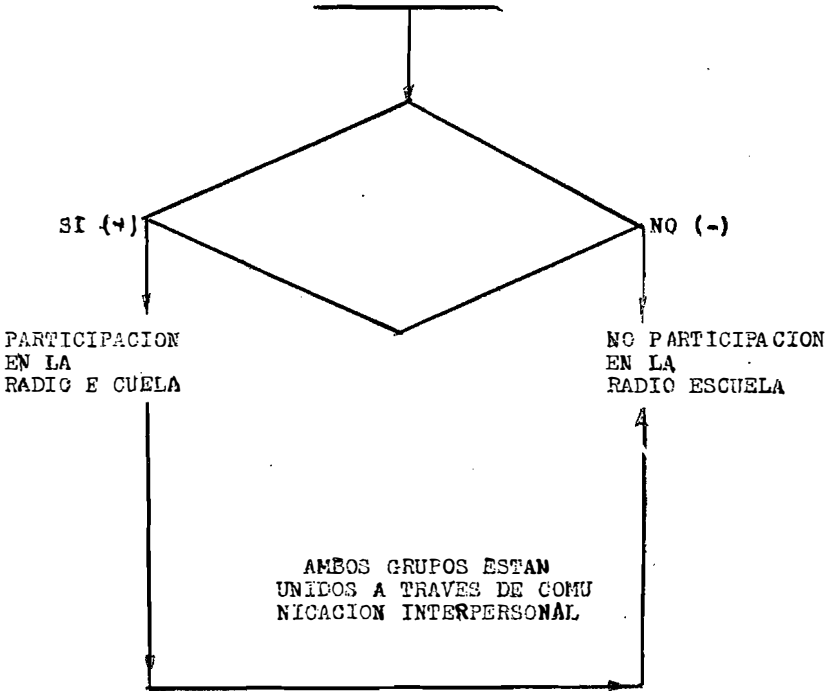 SI (+)
NO (-)
PARTICIPACION
EN LA
RADIO E CUELA
NO PARTICIPACION
EN LA
RADIO ESCUELA
AMBOS GRUPOS ESTAN
UNIDOS A TRAVES DE COMU
NICACION INTERPERSONAL